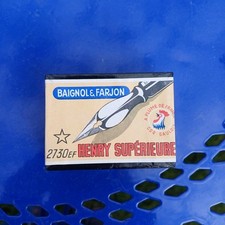 BAIGNOL & FARJON
2730EF HENRY SUPÉRIEURE